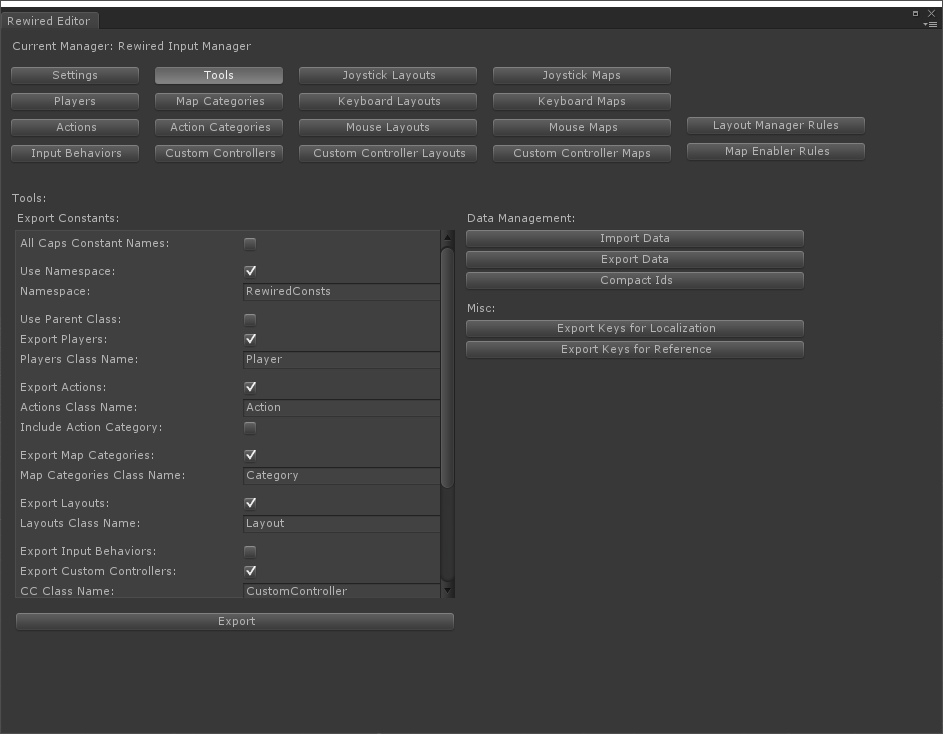 Rewired Editor
Current Manager: Rewired Input Manager
Settings Tools Joystick Layouts Joystick Maps
Players Map Categories Keyboard Layouts Keyboard Maps
Actions Action Categories Mouse Layouts Mouse Maps Layout Manager Rules
Input Behaviors Custom Controllers Custom Controller Layouts Custom Controller Maps Map Enabler Rules
Tools:
Export Constants:
All Caps Constant Names:
Use Namespace:
Namespace: RewiredConsts
Use Parent Class:
Export Players:
Players Class Name: Player
Export Actions:
Actions Class Name: Action
Include Action Category:
Export Map Categories:
Map Categories Class Name: Category
Export Layouts:
Layouts Class Name: Layout
Export Input Behaviors:
Export Custom Controllers:
CC Class Name: CustomController
Export
Data Management:
Import Data
Export Data
Compact Ids
Misc:
Export Keys for Localization
Export Keys for Reference